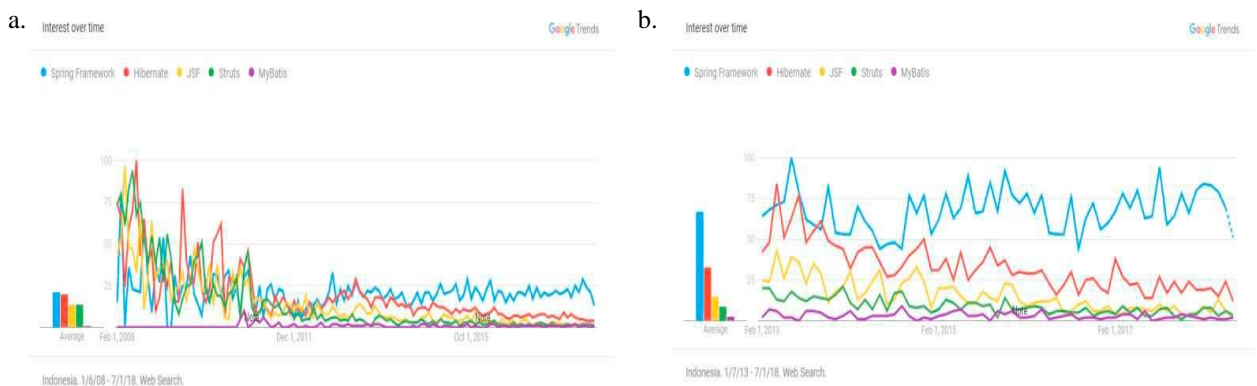 a.
Interest over time
Google Trends
Spring Framework Hibernate JSF Struts MyBatis
100
75
50
25
Average
Feb 1, 2008
Dec 1, 2011
Oct 1, 2015
Note
Note
Indonesia. 1/6/08 - 7/1/18. Web Search.
b.
Interest over time
Google Trends
Spring Framework Hibernate JSF Struts MyBatis
100
75
50
25
Average
Feb 1, 2013
Feb 1, 2015
Feb 1, 2017
Note
Indonesia. 1/7/13 - 7/1/18. Web Search.